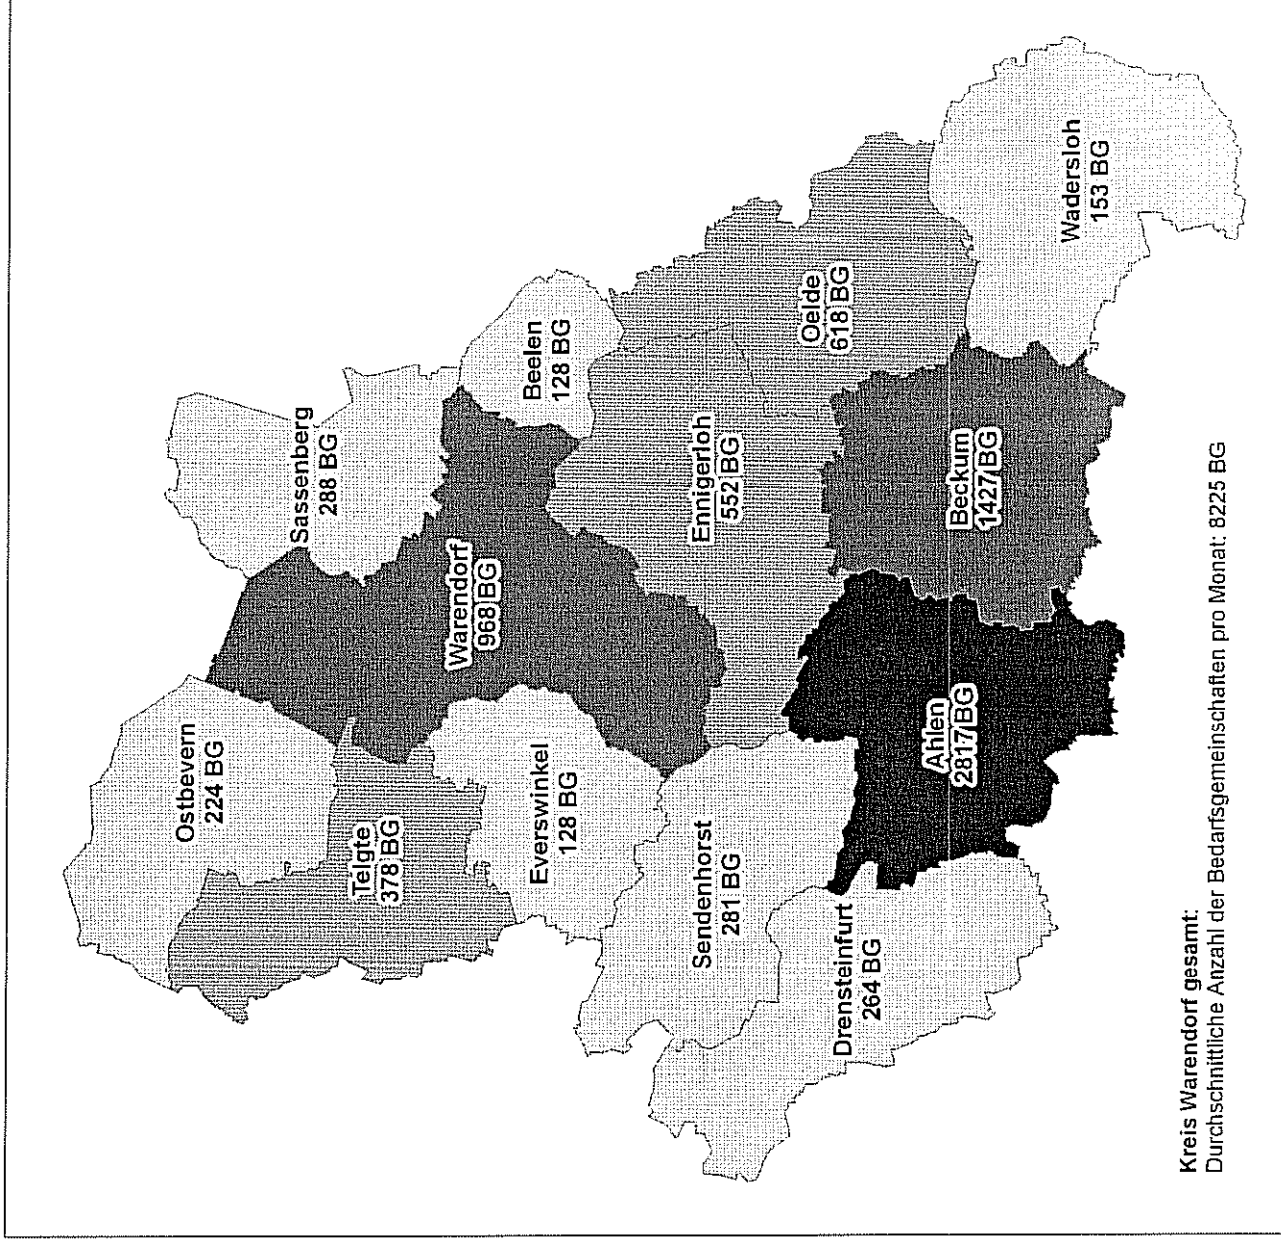 Ostbevern
224 BG
Telgte
378 BG
Sassenberg
288 BG
Warendorf
968 BG
Everswinkel
128 BG
Beelen
128 BG
Sendenhorst
281 BG
Ennigerloh
552 BG
Oelde
618 BG
Drensteinfurt
264 BG
Ahlen
2817 BG
Beckum
1427 BG
Wadersloh
153 BG
Kreis Warendorf gesamt:
Durchschnittliche Anzahl der Bedarfsgemeinschaften pro Monat: 8225 BG